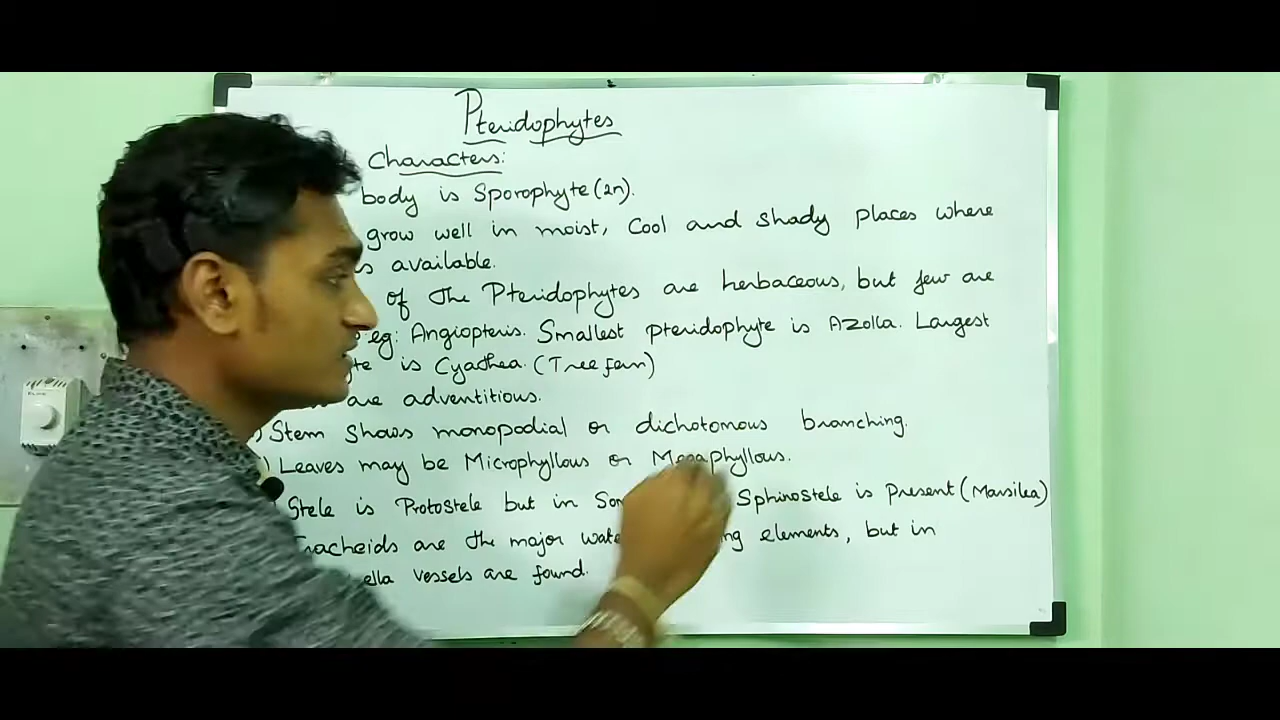 Pteridophytes
Characters:
body is Sporophyte (2n).
grow well in moist, Cool and shady places where
is available.
of the Pteridophytes are herbaceous, but few are
eg: Angiopteris. Smallest pteridophyte is Azolla. Largest
is Cyathea. (Tree fern)
are adventitious.
Stem Shows monopodial or dichotomous branching.
Leaves may be Microphyllous or Megaphyllous.
Stele is Protostele but in Sphinostele is Present (Marsilea)
Tracheids are the major elements, but in
ella vessels are found.